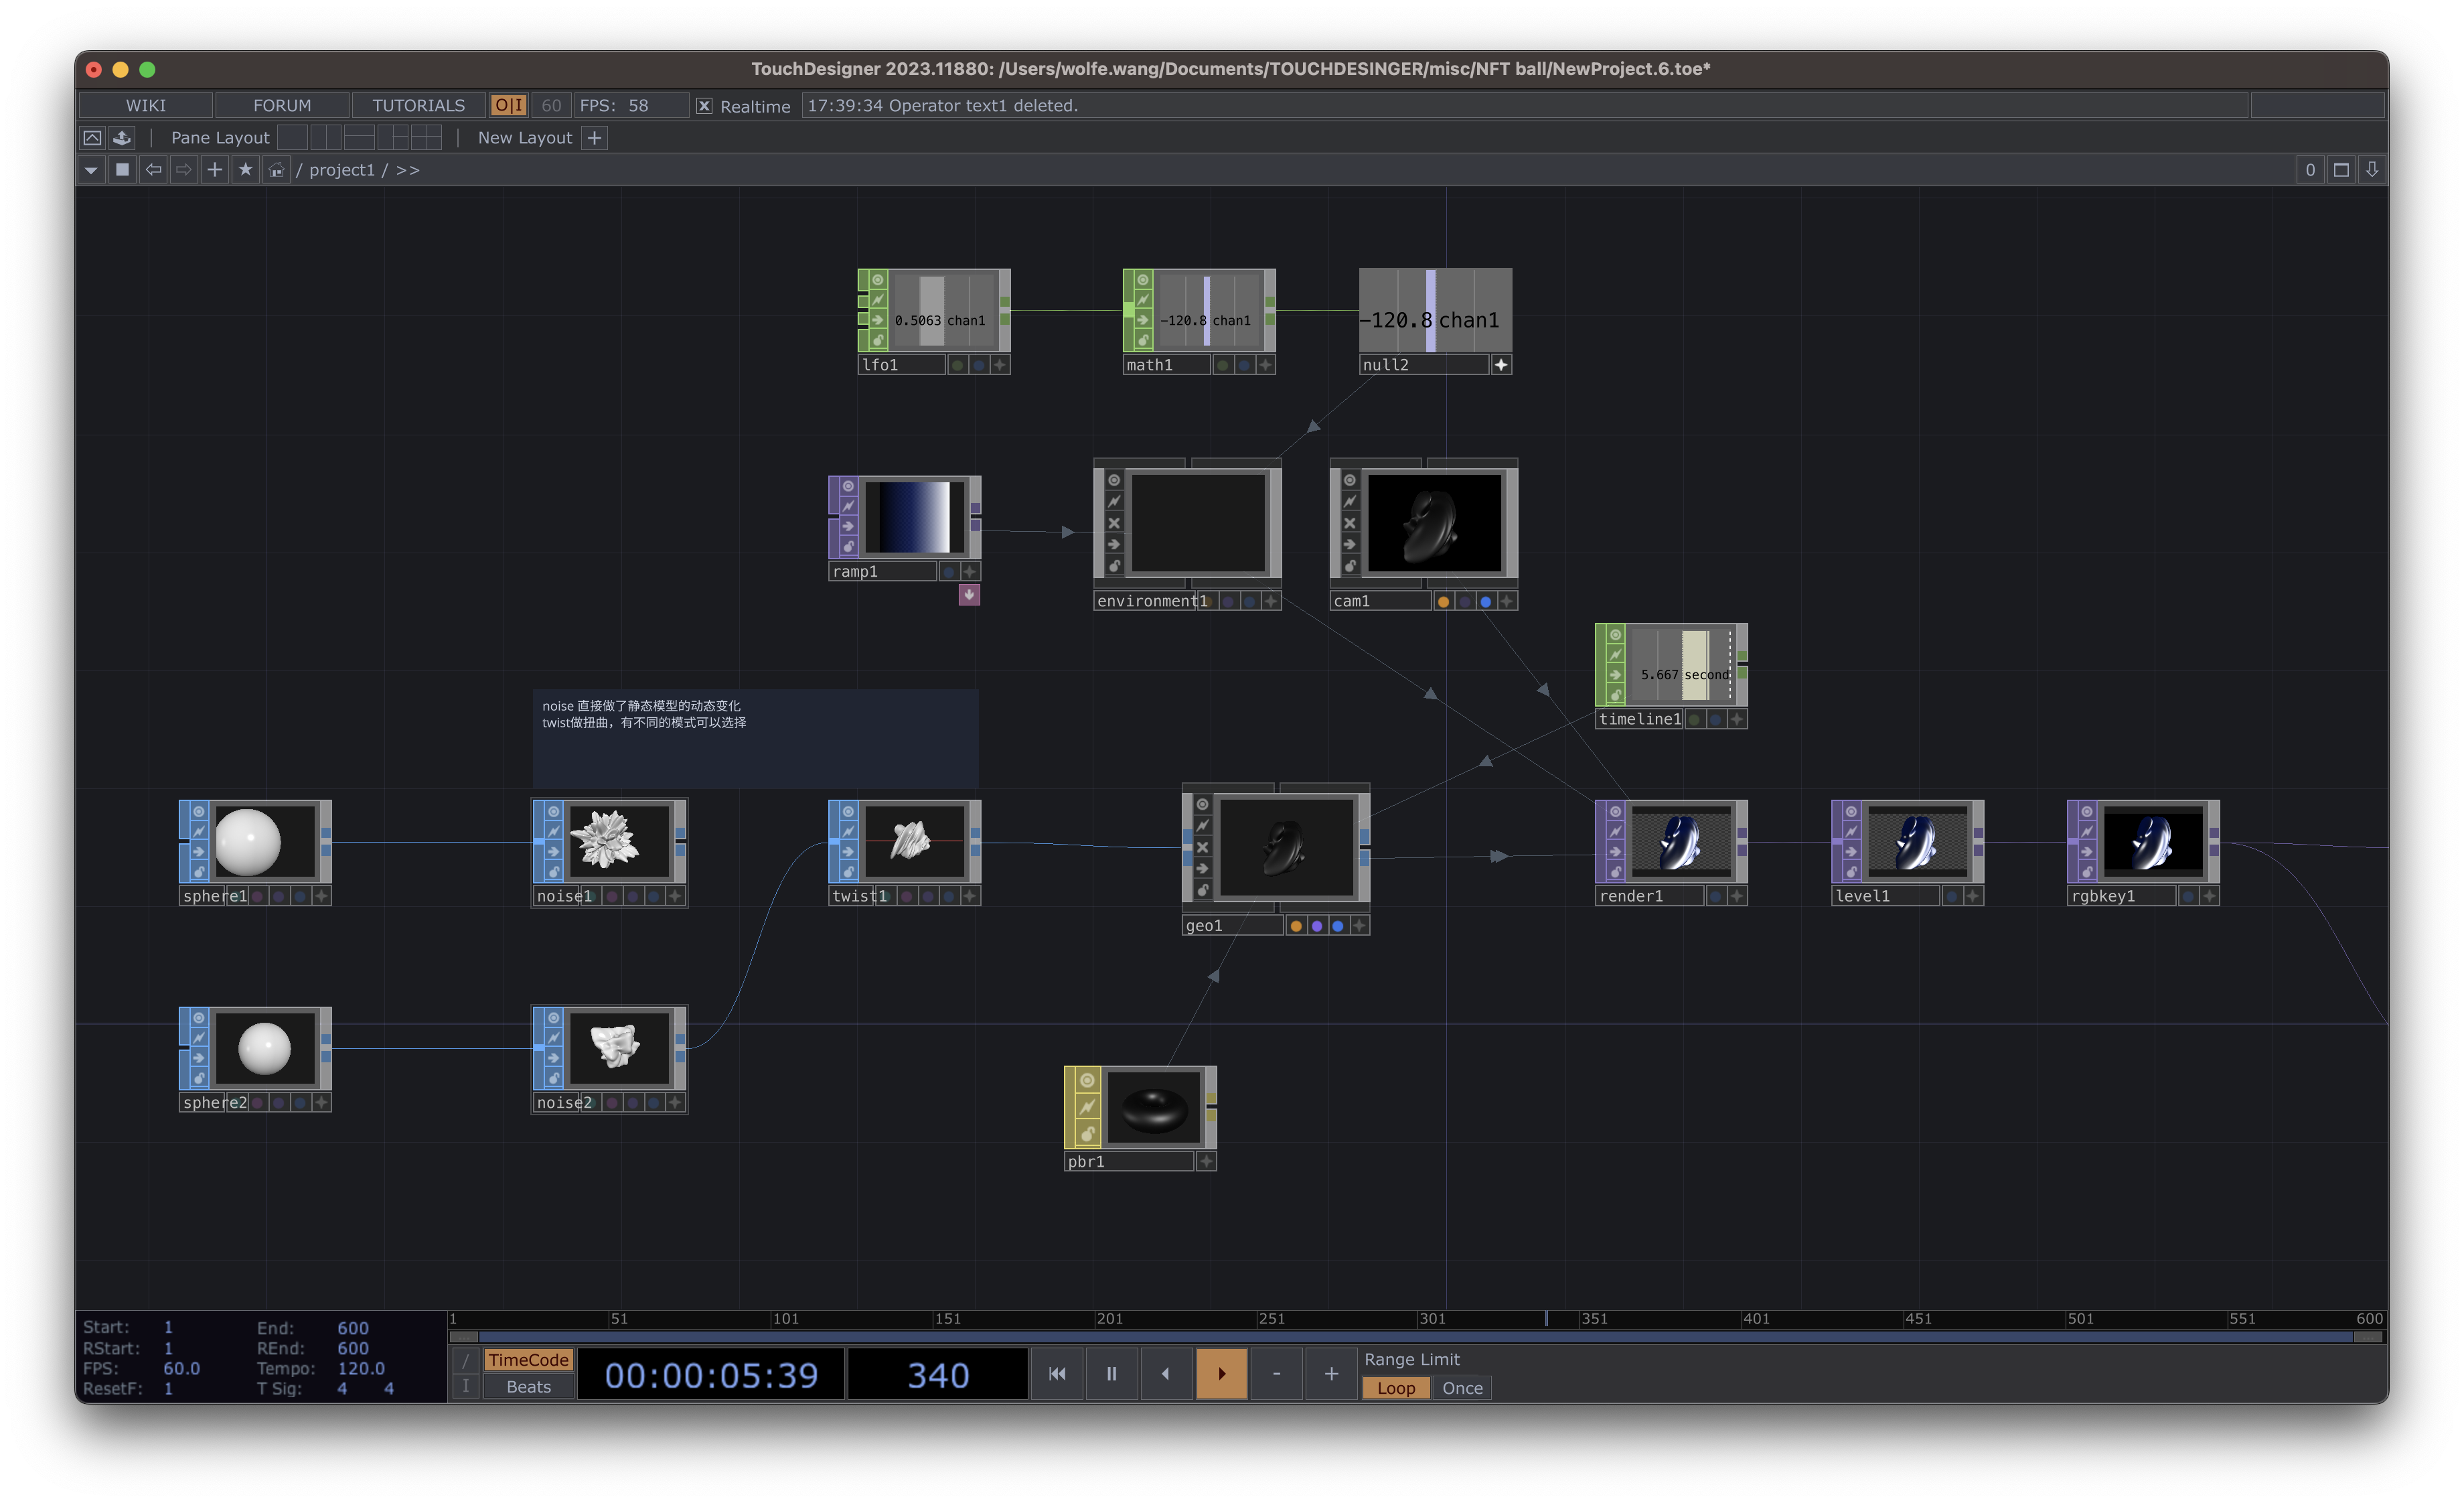 TouchDesigner 2023.11880: /Users/wolfe.wang/Documents/TOUCHDESINGER/misc/NFT ball/NewProject.6.toe*
WIKI FORUM TUTORIALS O|I 60 FPS: 58 Realtime 17:39:34 Operator text1 deleted.
Pane Layout New Layout +
/ project1 / >> 0
0.5063 chan1 -120.8 chan1 -120.8 chan1
lfo1 math1 null2
ramp1 environment1 cam1
5.667 second
timeline1
noise 直接做了静态模型的动态变化
twist做扭曲，有不同的模式可以选择
sphere1 noise1 twist1 geo1 render1 level1 rgbkey1
sphere2 noise2
pbr1
1 51 101 151 201 251 301 351 401 451 501 551 600
Start: 1 End: 600
RStart: 1 REnd: 600
FPS: 60.0 Tempo: 120.0
ResetF: 1 T Sig: 4 4
/
I
TimeCode
Beats
00:00:05:39 340 - +
Range Limit
Loop Once